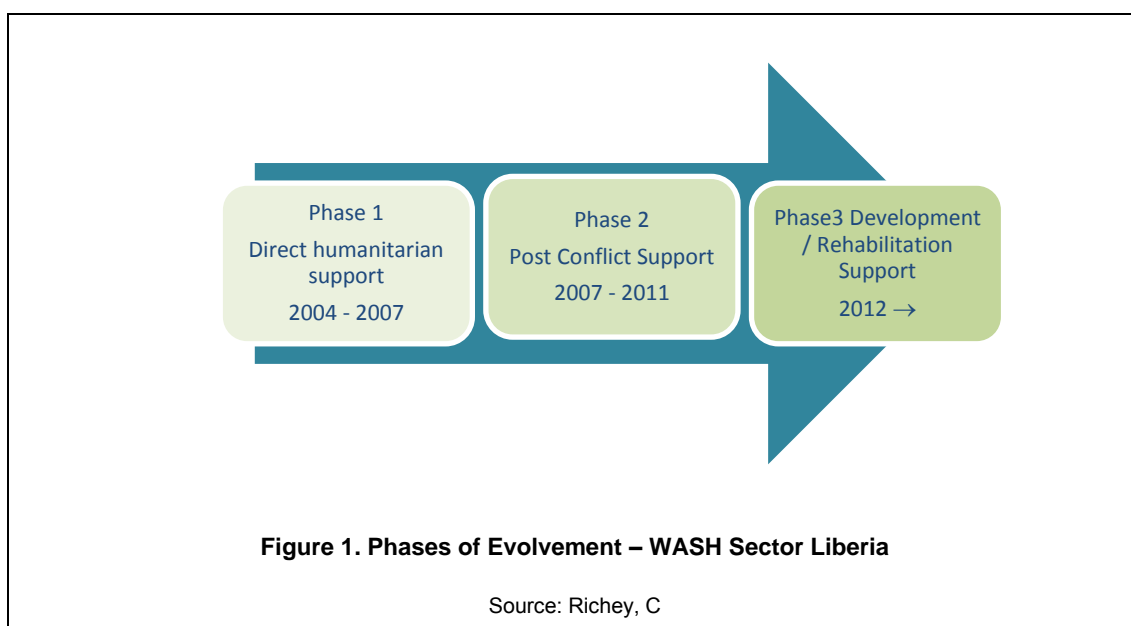 Phase 1
Direct humanitarian
support
2004 - 2007
Phase 2
Post Conflict Support
2007 - 2011
Phase3 Development
/ Rehabilitation
Support
2012 →
Figure 1. Phases of Evolvement – WASH Sector Liberia
Source: Richey, C